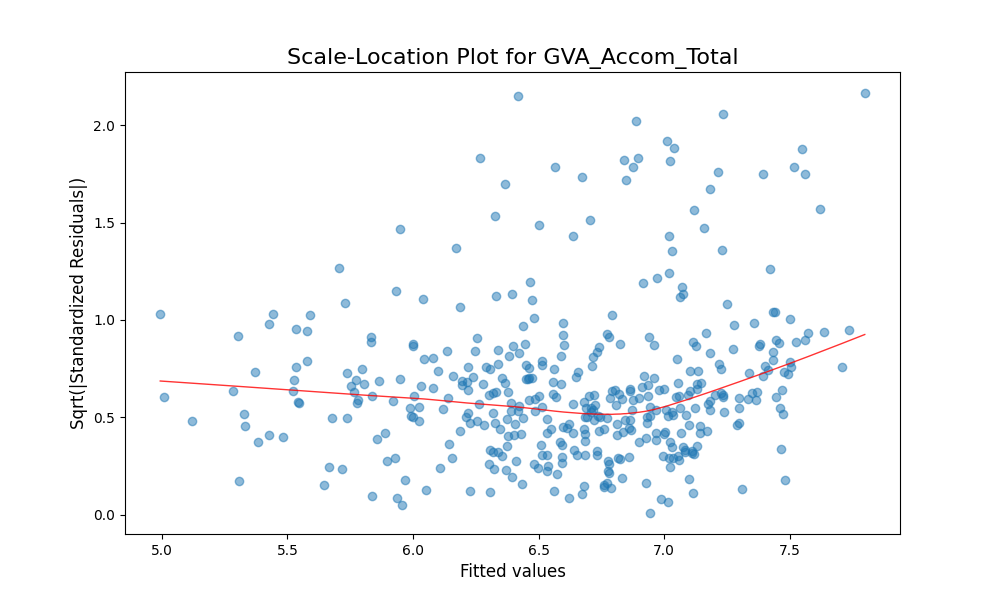 Scale-Location Plot for GVA_Accom_Total
Sqrt(|Standardized Residuals|)
2.0
1.5
1.0
0.5
0.0
5.0 5.5 6.0 6.5 7.0 7.5
Fitted values